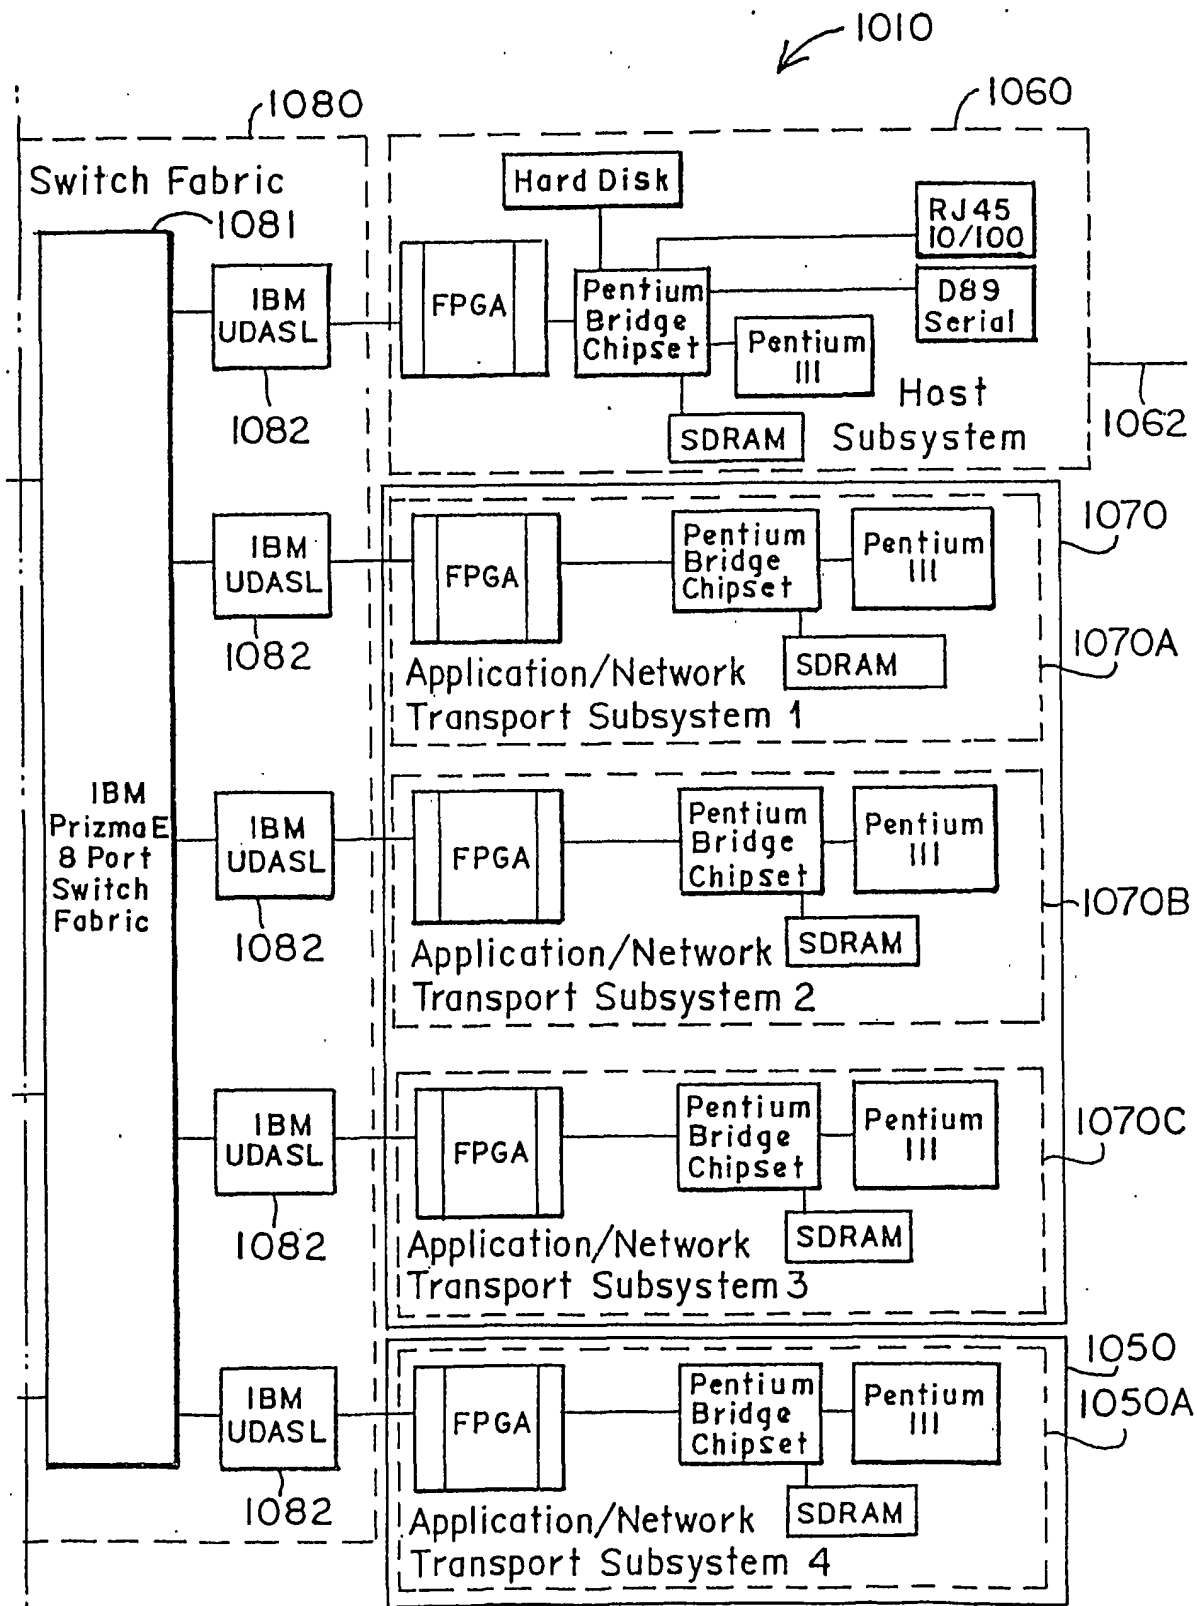 1010
1080
1060
Switch Fabric
1081
Hard Disk
RJ45
10/100
IBM
UDASL
FPGA
Pentium
Bridge
Chipset
D89
Serial
Pentium
III
1082
SDRAM
Host
Subsystem
1062
IBM
UDASL
FPGA
Pentium
Bridge
Chipset
Pentium
III
1070
1082
SDRAM
1070A
Application/Network
Transport Subsystem 1
IBM
PrizmaE
8 Port
Switch
Fabric
IBM
UDASL
FPGA
Pentium
Bridge
Chipset
Pentium
III
1070B
1082
SDRAM
Application/Network
Transport Subsystem 2
IBM
UDASL
FPGA
Pentium
Bridge
Chipset
Pentium
III
1070C
1082
SDRAM
Application/Network
Transport Subsystem 3
IBM
UDASL
FPGA
Pentium
Bridge
Chipset
Pentium
III
1050
1050A
1082
SDRAM
Application/Network
Transport Subsystem 4